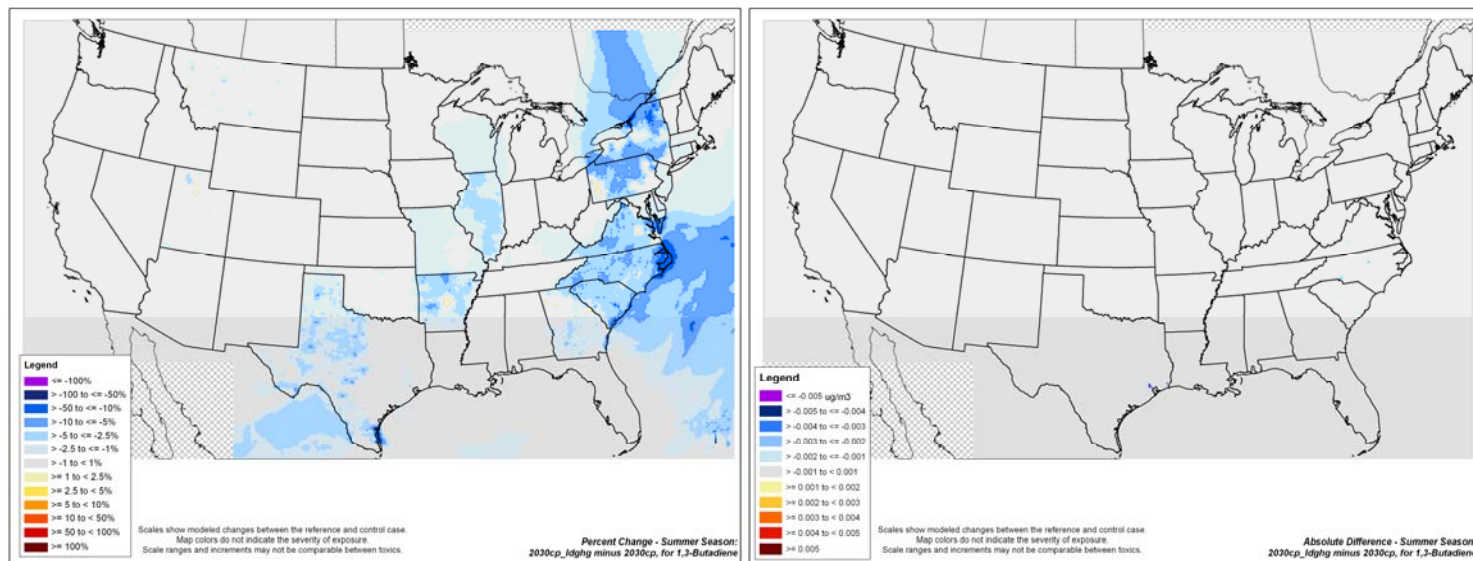 Legend
<= -100%
> -100 to <= -50%
> -50 to <= -10%
> -10 to <= -5%
> -5 to <= -2.5%
> -2.5 to <= -1%
> -1 to < 1%
>= 1 to < 2.5%
>= 2.5 to < 5%
>= 5 to < 10%
>= 10 to < 50%
>= 50 to < 100%
>= 100%
Scales show modeled changes between the reference and control case.
Map colors do not indicate the severity of exposure.
Scale ranges and increments may not be comparable between toxics.
Percent Change - Summer Season:
2030cp_ldghg minus 2030cp, for 1,3-Butadiene
Legend
<= -0.005 ug/m3
> -0.005 to <= -0.004
> -0.004 to <= -0.003
> -0.003 to <= -0.002
> -0.002 to <= -0.001
> -0.001 to < 0.001
>= 0.001 to < 0.002
>= 0.002 to < 0.003
>= 0.003 to < 0.004
>= 0.004 to < 0.005
>= 0.005
Scales show modeled changes between the reference and control case.
Map colors do not indicate the severity of exposure.
Scale ranges and increments may not be comparable between toxics.
Absolute Difference - Summer Season:
2030cp_ldghg minus 2030cp, for 1,3-Butadiene